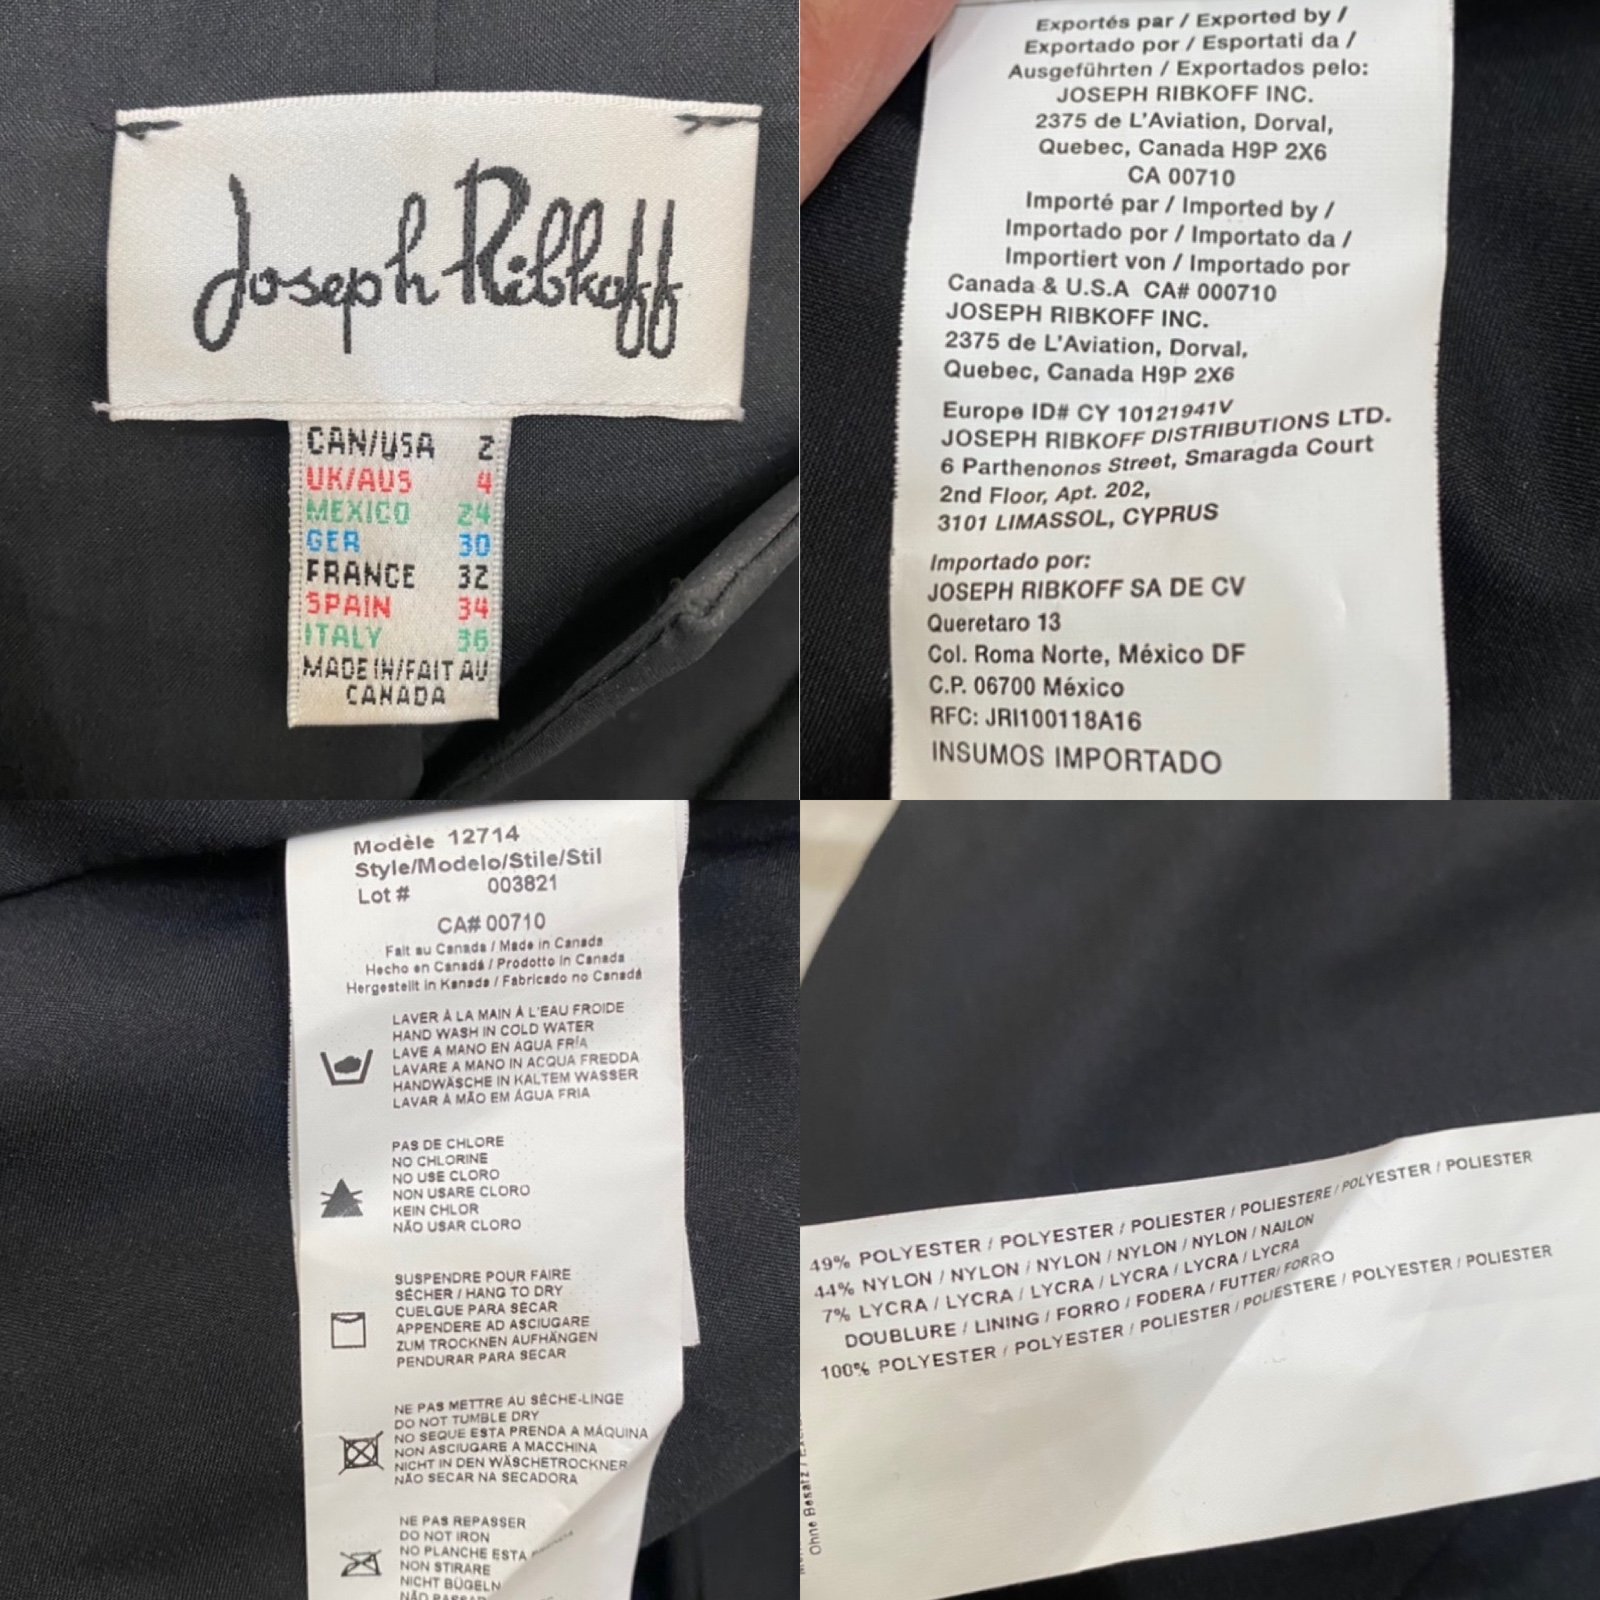 Joseph Ribkoff
CAN/USA 2
UK/AUS 4
MEXICO 24
GER 30
FRANCE 32
SPAIN 34
ITALY 36
MADE IN/FAIT AU
CANADA
Exportés par / Exported by /
Exportado por / Esportati da /
Ausgeführten / Exportados pelo:
JOSEPH RIBKOFF INC.
2375 de L'Aviation, Dorval,
Quebec, Canada H9P 2X6
CA 00710
Importé par / Imported by /
Importado por / Importato da /
Importiert von / Importado por
Canada & U.S.A CA# 000710
JOSEPH RIBKOFF INC.
2375 de L'Aviation, Dorval,
Quebec, Canada H9P 2X6
Europe ID# CY 10121941V
JOSEPH RIBKOFF DISTRIBUTIONS LTD.
6 Parthenonos Street, Smaragda Court
2nd Floor, Apt. 202,
3101 LIMASSOL, CYPRUS
Importado por:
JOSEPH RIBKOFF SA DE CV
Queretaro 13
Col. Roma Norte, México DF
C.P. 06700 México
RFC: JRI100118A16
INSUMOS IMPORTADO
Modèle 12714
Style/Modelo/Stile/Stil
Lot # 003821
CA# 00710
Fait au Canada / Made in Canada
Hecho en Canadá / Prodotto in Canada
Hergestellt in Kanada / Fabricado no Canadá
LAVER À LA MAIN À L'EAU FROIDE
HAND WASH IN COLD WATER
LAVE A MANO EN AGUA FRÍA
LAVARE A MANO IN ACQUA FREDDA
HANDWÄSCHE IN KALTEM WASSER
LAVAR À MÃO EM ÁGUA FRIA
PAS DE CHLORE
NO CHLORINE
NO USE CLORO
NON USARE CLORO
KEIN CHLOR
NÃO USAR CLORO
SUSPENDRE POUR FAIRE
SÉCHER / HANG TO DRY
CUELGUE PARA SECAR
APPENDERE AD ASCIUGARE
ZUM TROCKNEN AUFHÄNGEN
PENDURAR PARA SECAR
NE PAS METTRE AU SÈCHE-LINGE
DO NOT TUMBLE DRY
NO SEQUE ESTA PRENDA A MÁQUINA
NON ASCIUGARE A MACCHINA
NICHT IN DEN WÄSCHETROCKNER
NÃO SECAR NA SECADORA
NE PAS REPASSER
DO NOT IRON
NO PLANCHE ESTA
NON STIRARE
NICHT BÜGELN
49% POLYESTER / POLYESTER / POLIESTER / POLIESTERE / POLYESTER / POLIESTER
44% NYLON / NYLON / NYLON / NYLON / NYLON / NAILON
7% LYCRA / LYCRA / LYCRA / LYCRA / LYCRA / LYCRA
DOUBLURE / LINING / FORRO / FODERA / FUTTER / FORRO
100% POLYESTER / POLYESTER / POLIESTER / POLIESTERE / POLYESTER / POLIESTER
Ohne Besatz /